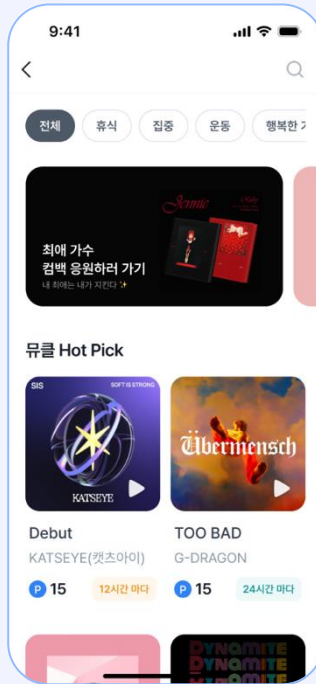 9:41
전체
휴식
집중
운동
행복한
Jennie
Ruby
최애 가수
컴백 응원하러 가기
내 최애는 내가 지킨다
뮤클 Hot Pick
SIS
SOFT IS STRONG
KATSEYE
Übermensch
Debut
TOO BAD
KATSEYE(캣츠아이)
G-DRAGON
P 15
12시간 마다
P 15
24시간 마다
DYNAMITE
DYNAMITE
DYNAMITE